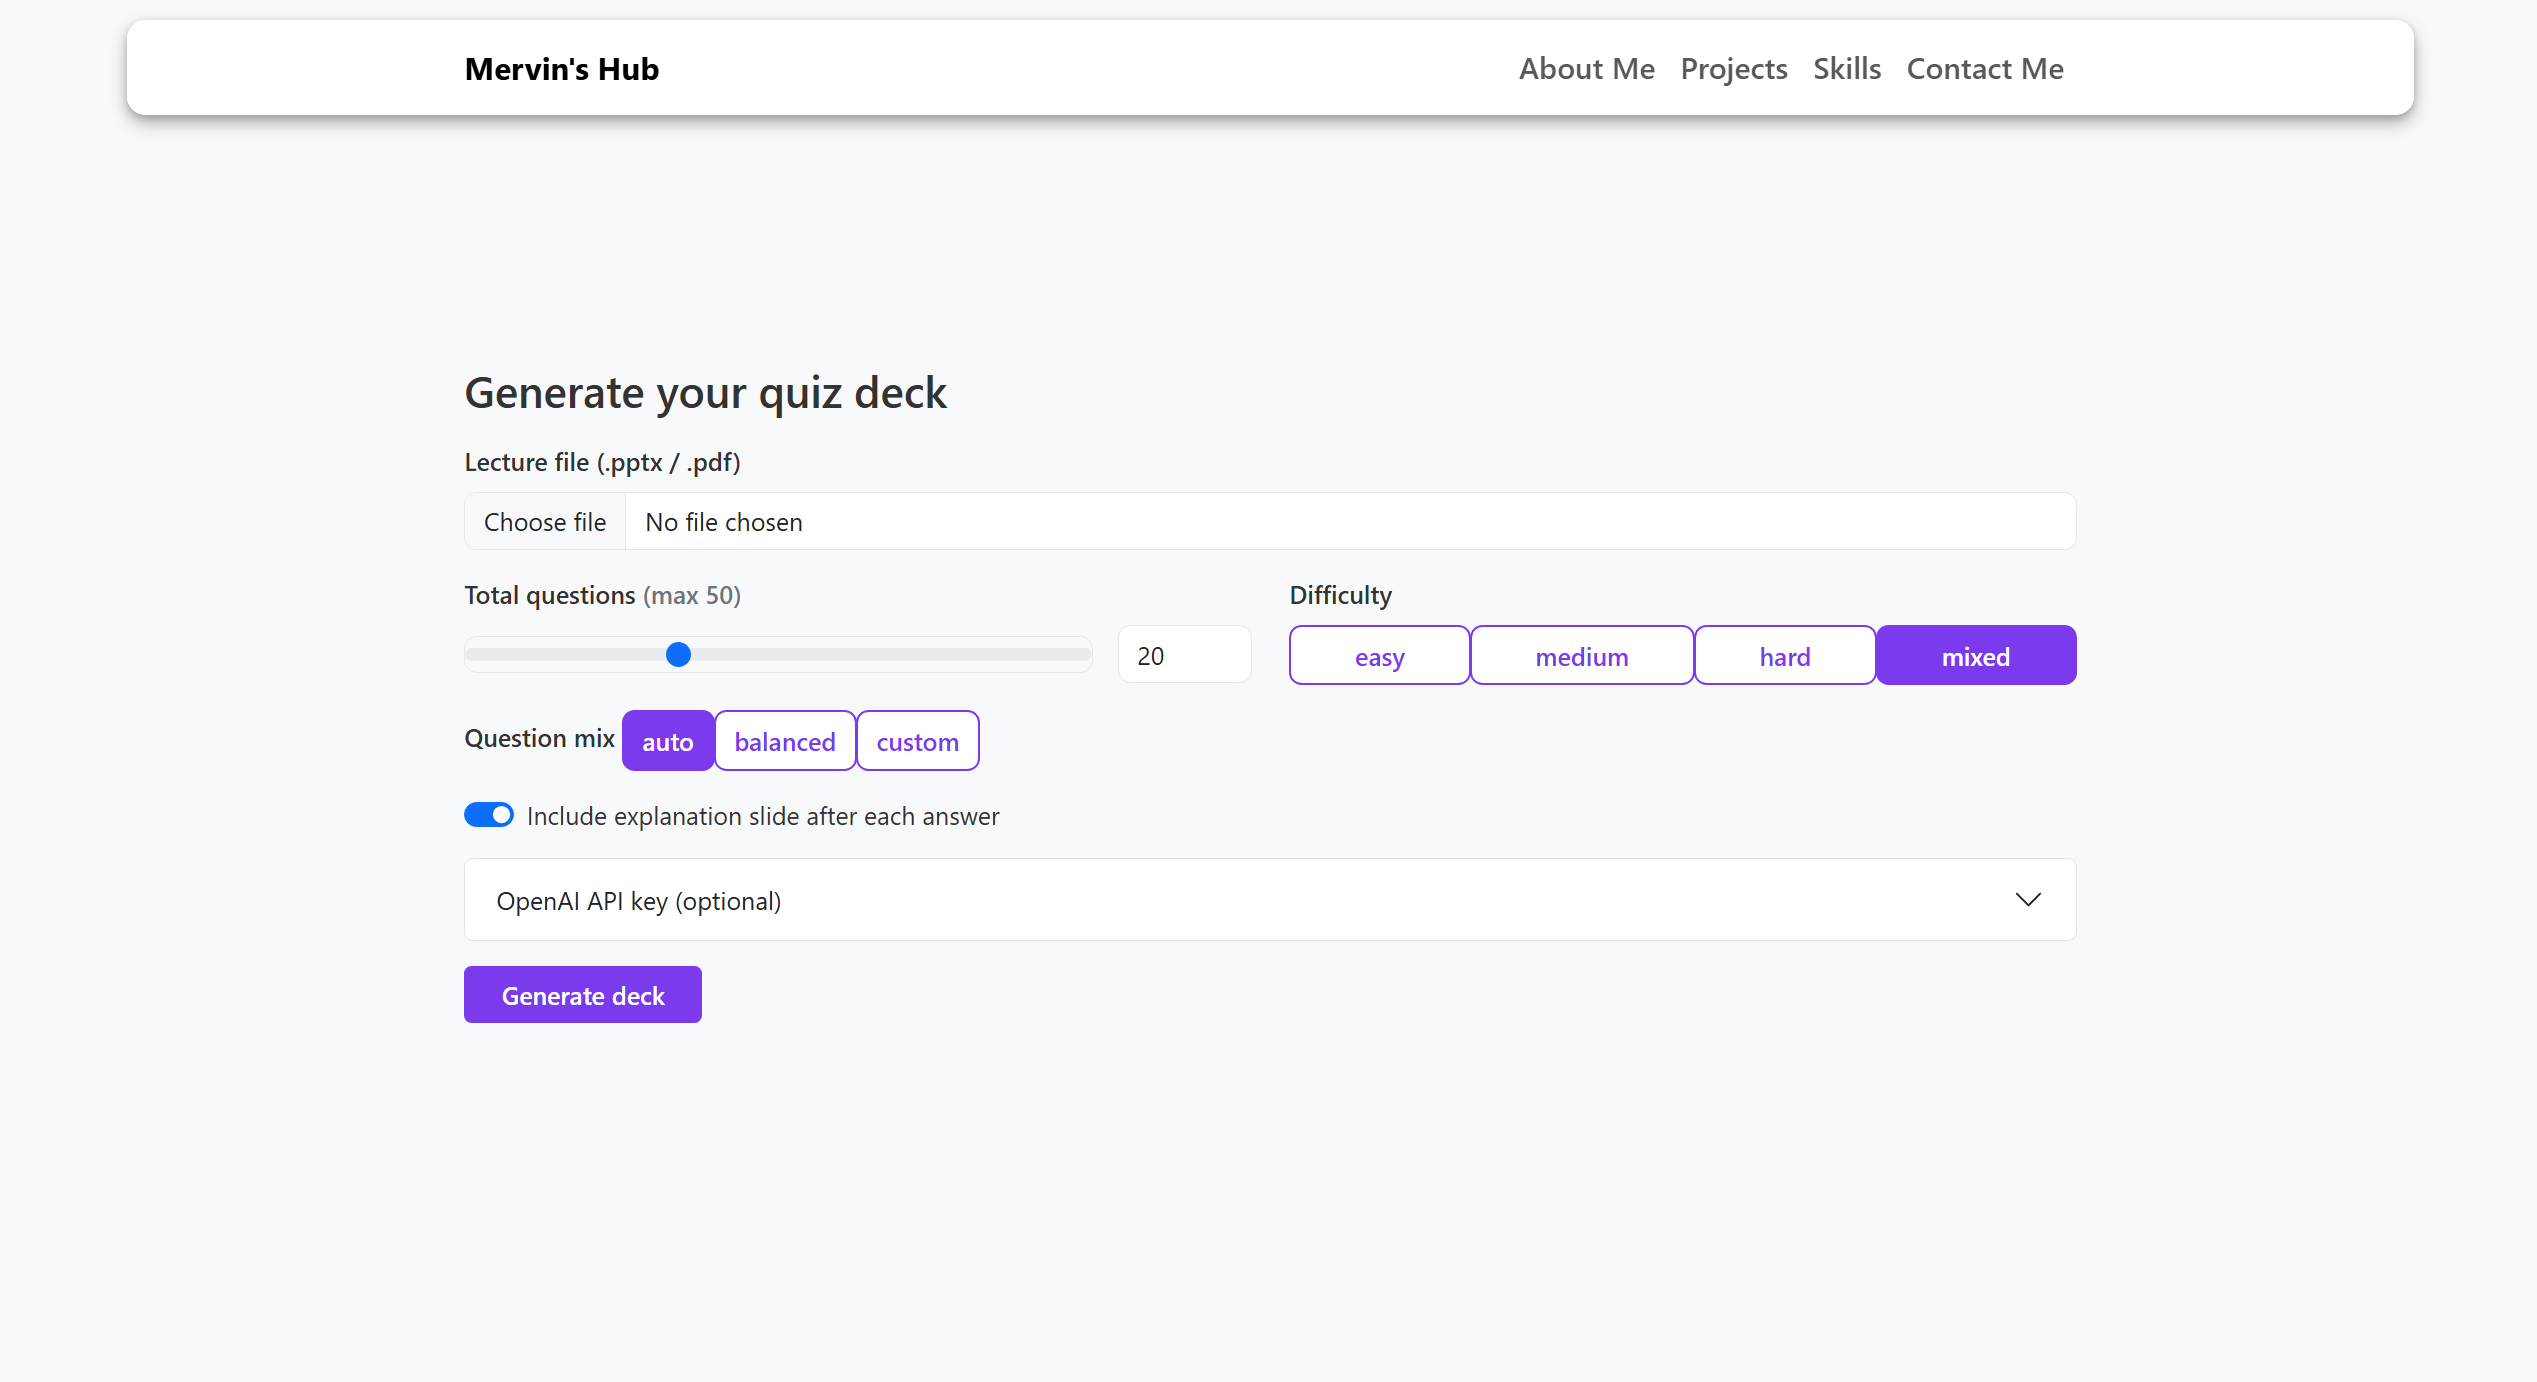 Mervin's Hub
About Me Projects Skills Contact Me
Generate your quiz deck
Lecture file (.pptx / .pdf)
Choose file No file chosen
Total questions (max 50)
20
Difficulty
easy medium hard mixed
Question mix auto balanced custom
Include explanation slide after each answer
OpenAI API key (optional)
Generate deck